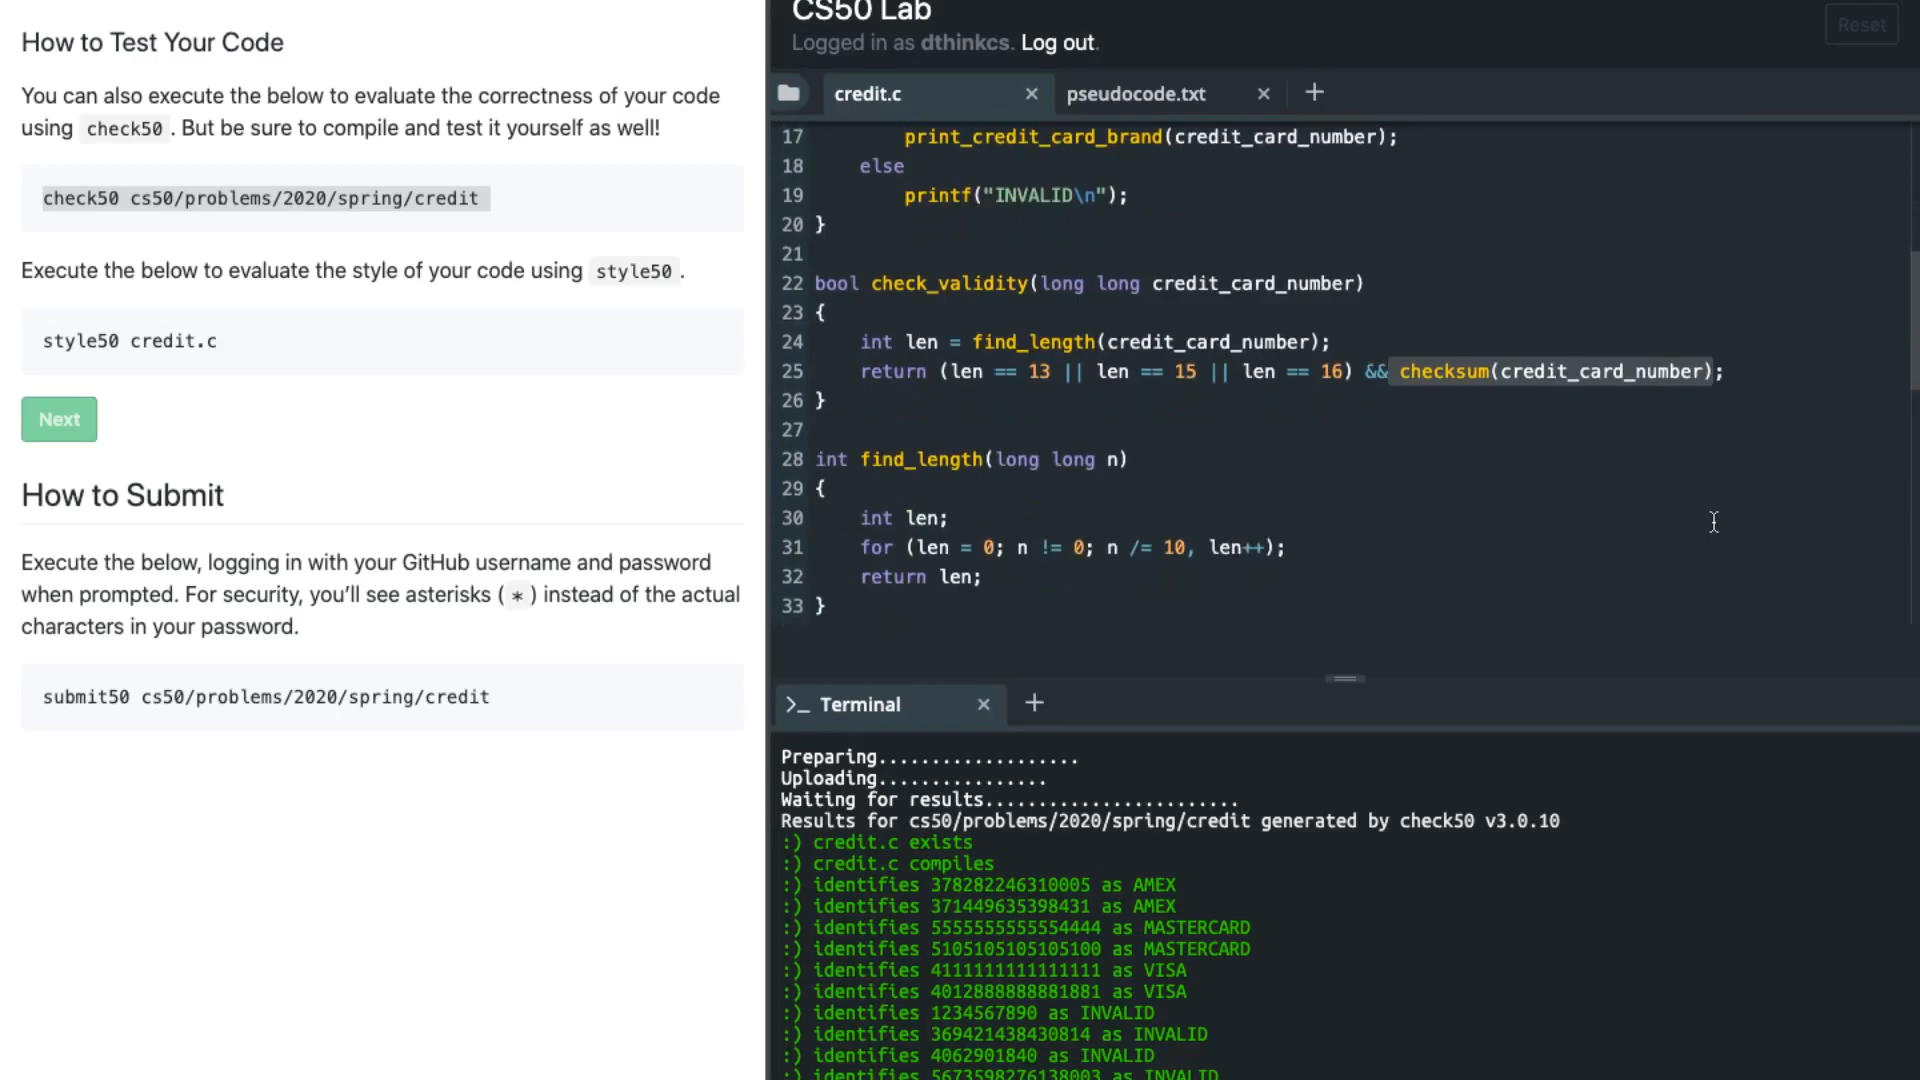 How to Test Your Code
You can also execute the below to evaluate the correctness of your code
using check50 . But be sure to compile and test it yourself as well!
check50 cs50/problems/2020/spring/credit
Execute the below to evaluate the style of your code using style50 .
style50 credit.c
Next
How to Submit
Execute the below, logging in with your GitHub username and password
when prompted. For security, you’ll see asterisks ( * ) instead of the actual
characters in your password.
submit50 cs50/problems/2020/spring/credit
CS50 Lab
Logged in as dthinkcs. Log out.
Reset
credit.c × pseudocode.txt × +
17 print_credit_card_brand(credit_card_number);
18 else
19 printf("INVALID\n");
20 }
21
22 bool check_validity(long long credit_card_number)
23 {
24 int len = find_length(credit_card_number);
25 return (len == 13 || len == 15 || len == 16) && checksum(credit_card_number);
26 }
27
28 int find_length(long long n)
29 {
30 int len;
31 for (len = 0; n != 0; n /= 10, len++);
32 return len;
33 }
>_ Terminal × +
Preparing...................
Uploading................
Waiting for results........................
Results for cs50/problems/2020/spring/credit generated by check50 v3.0.10
:) credit.c exists
:) credit.c compiles
:) identifies 378282246310005 as AMEX
:) identifies 371449635398431 as AMEX
:) identifies 5555555555554444 as MASTERCARD
:) identifies 5105105105105100 as MASTERCARD
:) identifies 4111111111111111 as VISA
:) identifies 4012888888881881 as VISA
:) identifies 1234567890 as INVALID
:) identifies 369421438430814 as INVALID
:) identifies 4062901840 as INVALID
:) identifies 5673598276138003 as INVALID